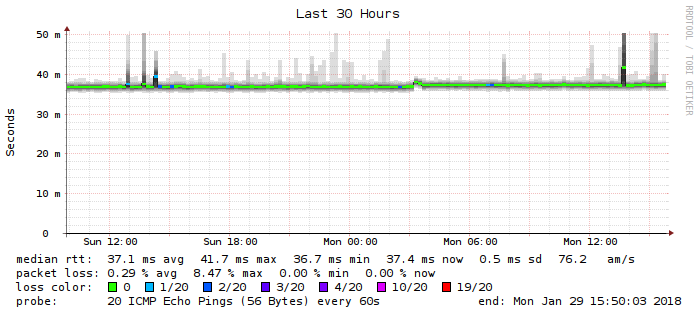 Last 30 Hours
RRDTOOL / TOBI OETIKER
Seconds
50 m
40 m
30 m
20 m
10 m
0
Sun 12:00 Sun 18:00 Mon 00:00 Mon 06:00 Mon 12:00
median rtt: 37.1 ms avg 41.7 ms max 36.7 ms min 37.4 ms now 0.5 ms sd 76.2 am/s
packet loss: 0.29 % avg 8.47 % max 0.00 % min 0.00 % now
loss color: 0 1/20 2/20 3/20 4/20 10/20 19/20
probe: 20 ICMP Echo Pings (56 Bytes) every 60s end: Mon Jan 29 15:50:03 2018